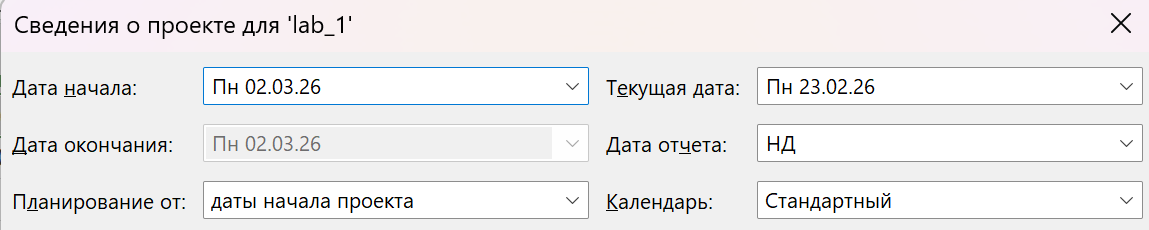 Сведения о проекте для 'lab_1'
Дата начала: Пн 02.03.26 Текущая дата: Пн 23.02.26
Дата окончания: Пн 02.03.26 Дата отчета: НД
Планирование от: даты начала проекта Календарь: Стандартный